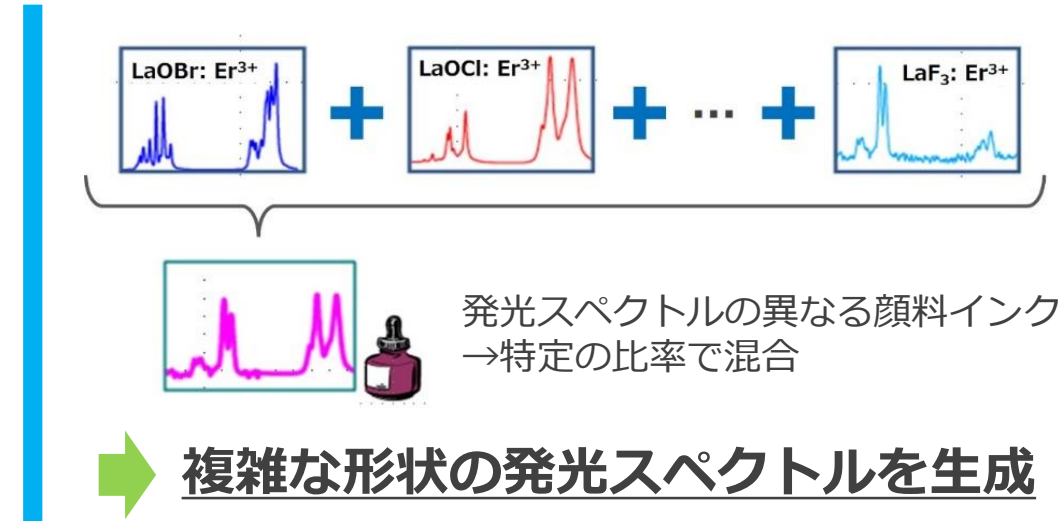 LaOBr: Er³⁺
LaOCl: Er³⁺
…
LaF₃: Er³⁺
発光スペクトルの異なる顔料インク
→特定の比率で混合
複雑な形状の発光スペクトルを生成